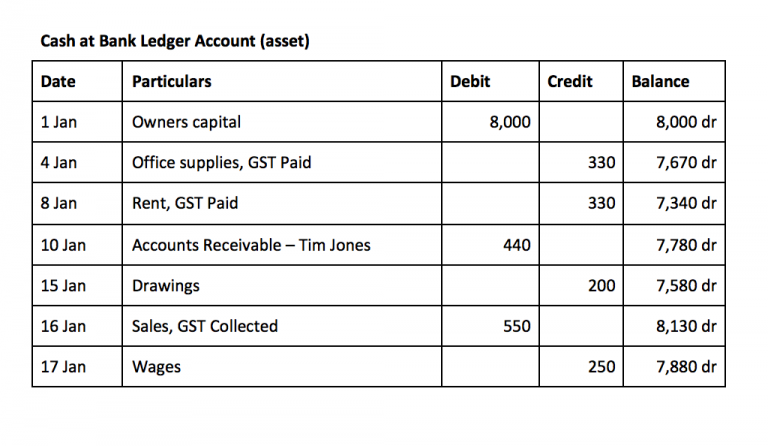 Cash at Bank Ledger Account (asset)
Date Particulars Debit Credit Balance
1 Jan Owners capital 8,000 8,000 dr
4 Jan Office supplies, GST Paid 330 7,670 dr
8 Jan Rent, GST Paid 330 7,340 dr
10 Jan Accounts Receivable – Tim Jones 440 7,780 dr
15 Jan Drawings 200 7,580 dr
16 Jan Sales, GST Collected 550 8,130 dr
17 Jan Wages 250 7,880 dr